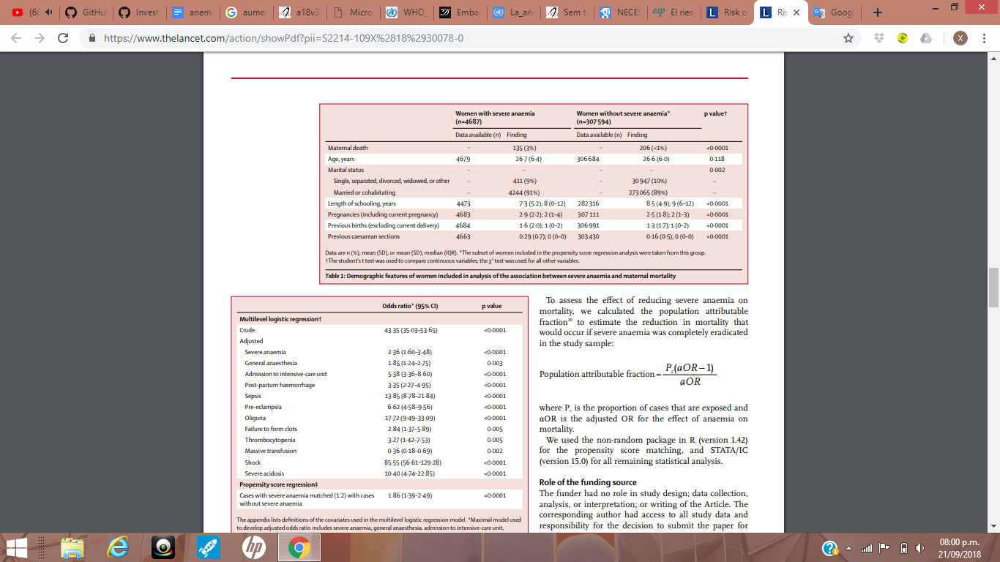 (6
GitHu
Invest
anemi
aume
a18v3
Micro
WHO_
Emba
La_an
Sem t
NECES
esp El ries
Risk o
Ris
Googl
https://www.thelancet.com/action/showPdf?pii=S2214-109X%2818%2930078-0
X
Women with severe anaemia Women without severe anaemia* p value†
(n=4687) (n=307 594)
Data available (n) Finding Data available (n) Finding
Maternal death ·· 135 (3%) ·· 206 (<1%) <0·0001
Age, years 4679 26·7 (6·4) 306 684 26·6 (6·0) 0·118
Marital status ·· ·· ·· ·· 0·002
Single, separated, divorced, widowed, or other ·· 411 (9%) ·· 30 947 (10%) ··
Married or cohabitating ·· 4244 (91%) ·· 273 065 (89%) ··
Length of schooling, years 4473 7·3 (5·2); 8 (0–12) 282 316 8·5 (4·9); 9 (6–12) <0·0001
Pregnancies (including current pregnancy) 4683 2·9 (2·2); 2 (1–4) 307 111 2·5 (1·8); 2 (1–3) <0·0001
Previous births (excluding current delivery) 4684 1·6 (2·0); 1 (0–2) 306 991 1·3 (1·7); 1 (0–2) <0·0001
Previous caesarean sections 4663 0·29 (0·7); 0 (0–0) 303 430 0·16 (0·5); 0 (0–0) <0·0001
Data are n (%), mean (SD), or mean (SD); median (IQR). *The subset of women included in the propensity score regression analysis were taken from this group.
†The student's t test was used to compare continuous variables; the χ² test was used for all other variables.
Table 1: Demographic features of women included in analysis of the association between severe anaemia and maternal mortality
Odds ratio* (95% CI) p value
Multilevel logistic regression†
Crude 43·35 (35·03–53·65) <0·0001
Adjusted
Severe anaemia 2·36 (1·60–3·48) <0·0001
General anaesthesia 1·85 (1·24–2·75) 0·003
Admission to intensive-care unit 5·38 (3·36–8·60) <0·0001
Post-partum haemorrhage 3·35 (2·27–4·95) <0·0001
Sepsis 13·85 (8·78–21·84) <0·0001
Pre-eclampsia 6·62 (4·58–9·56) <0·0001
Oliguria 17·72 (9·49–33·09) <0·0001
Failure to form clots 2·84 (1·37–5·89) 0·005
Thrombocytopenia 3·27 (1·42–7·53) 0·005
Massive transfusion 0·36 (0·18–0·69) 0·002
Shock 85·55 (56·61–129·28) <0·0001
Severe acidosis 10·40 (4·74–22·85) <0·0001
Propensity score regression‡
Cases with severe anaemia matched (1:2) with cases 1·86 (1·39–2·49) <0·0001
without severe anaemia
The appendix lists definitions of the covariates used in the multilevel logistic regression model. *Maximal model used
to develop adjusted odds ratio includes severe anaemia, general anaesthesia, admission to intensive-care unit,
To assess the effect of reducing severe anaemia on
mortality, we calculated the population attributable
fraction²⁰ to estimate the reduction in mortality that
would occur if severe anaemia was completely eradicated
in the study sample:
Population attributable fraction = Pc(aOR – 1)
aOR
where Pc is the proportion of cases that are exposed and
αOR is the adjusted OR for the effect of anaemia on
mortality.
We used the non-random package in R (version 1.42)
for the propensity score matching, and STATA/IC
(version 15.0) for all remaining statistical analysis.
Role of the funding source
The funder had no role in study design; data collection,
analysis, or interpretation; or writing of the Article. The
corresponding author had access to all study data and
responsibility for the decision to submit the paper for
hp
08:00 p.m.
21/09/2018